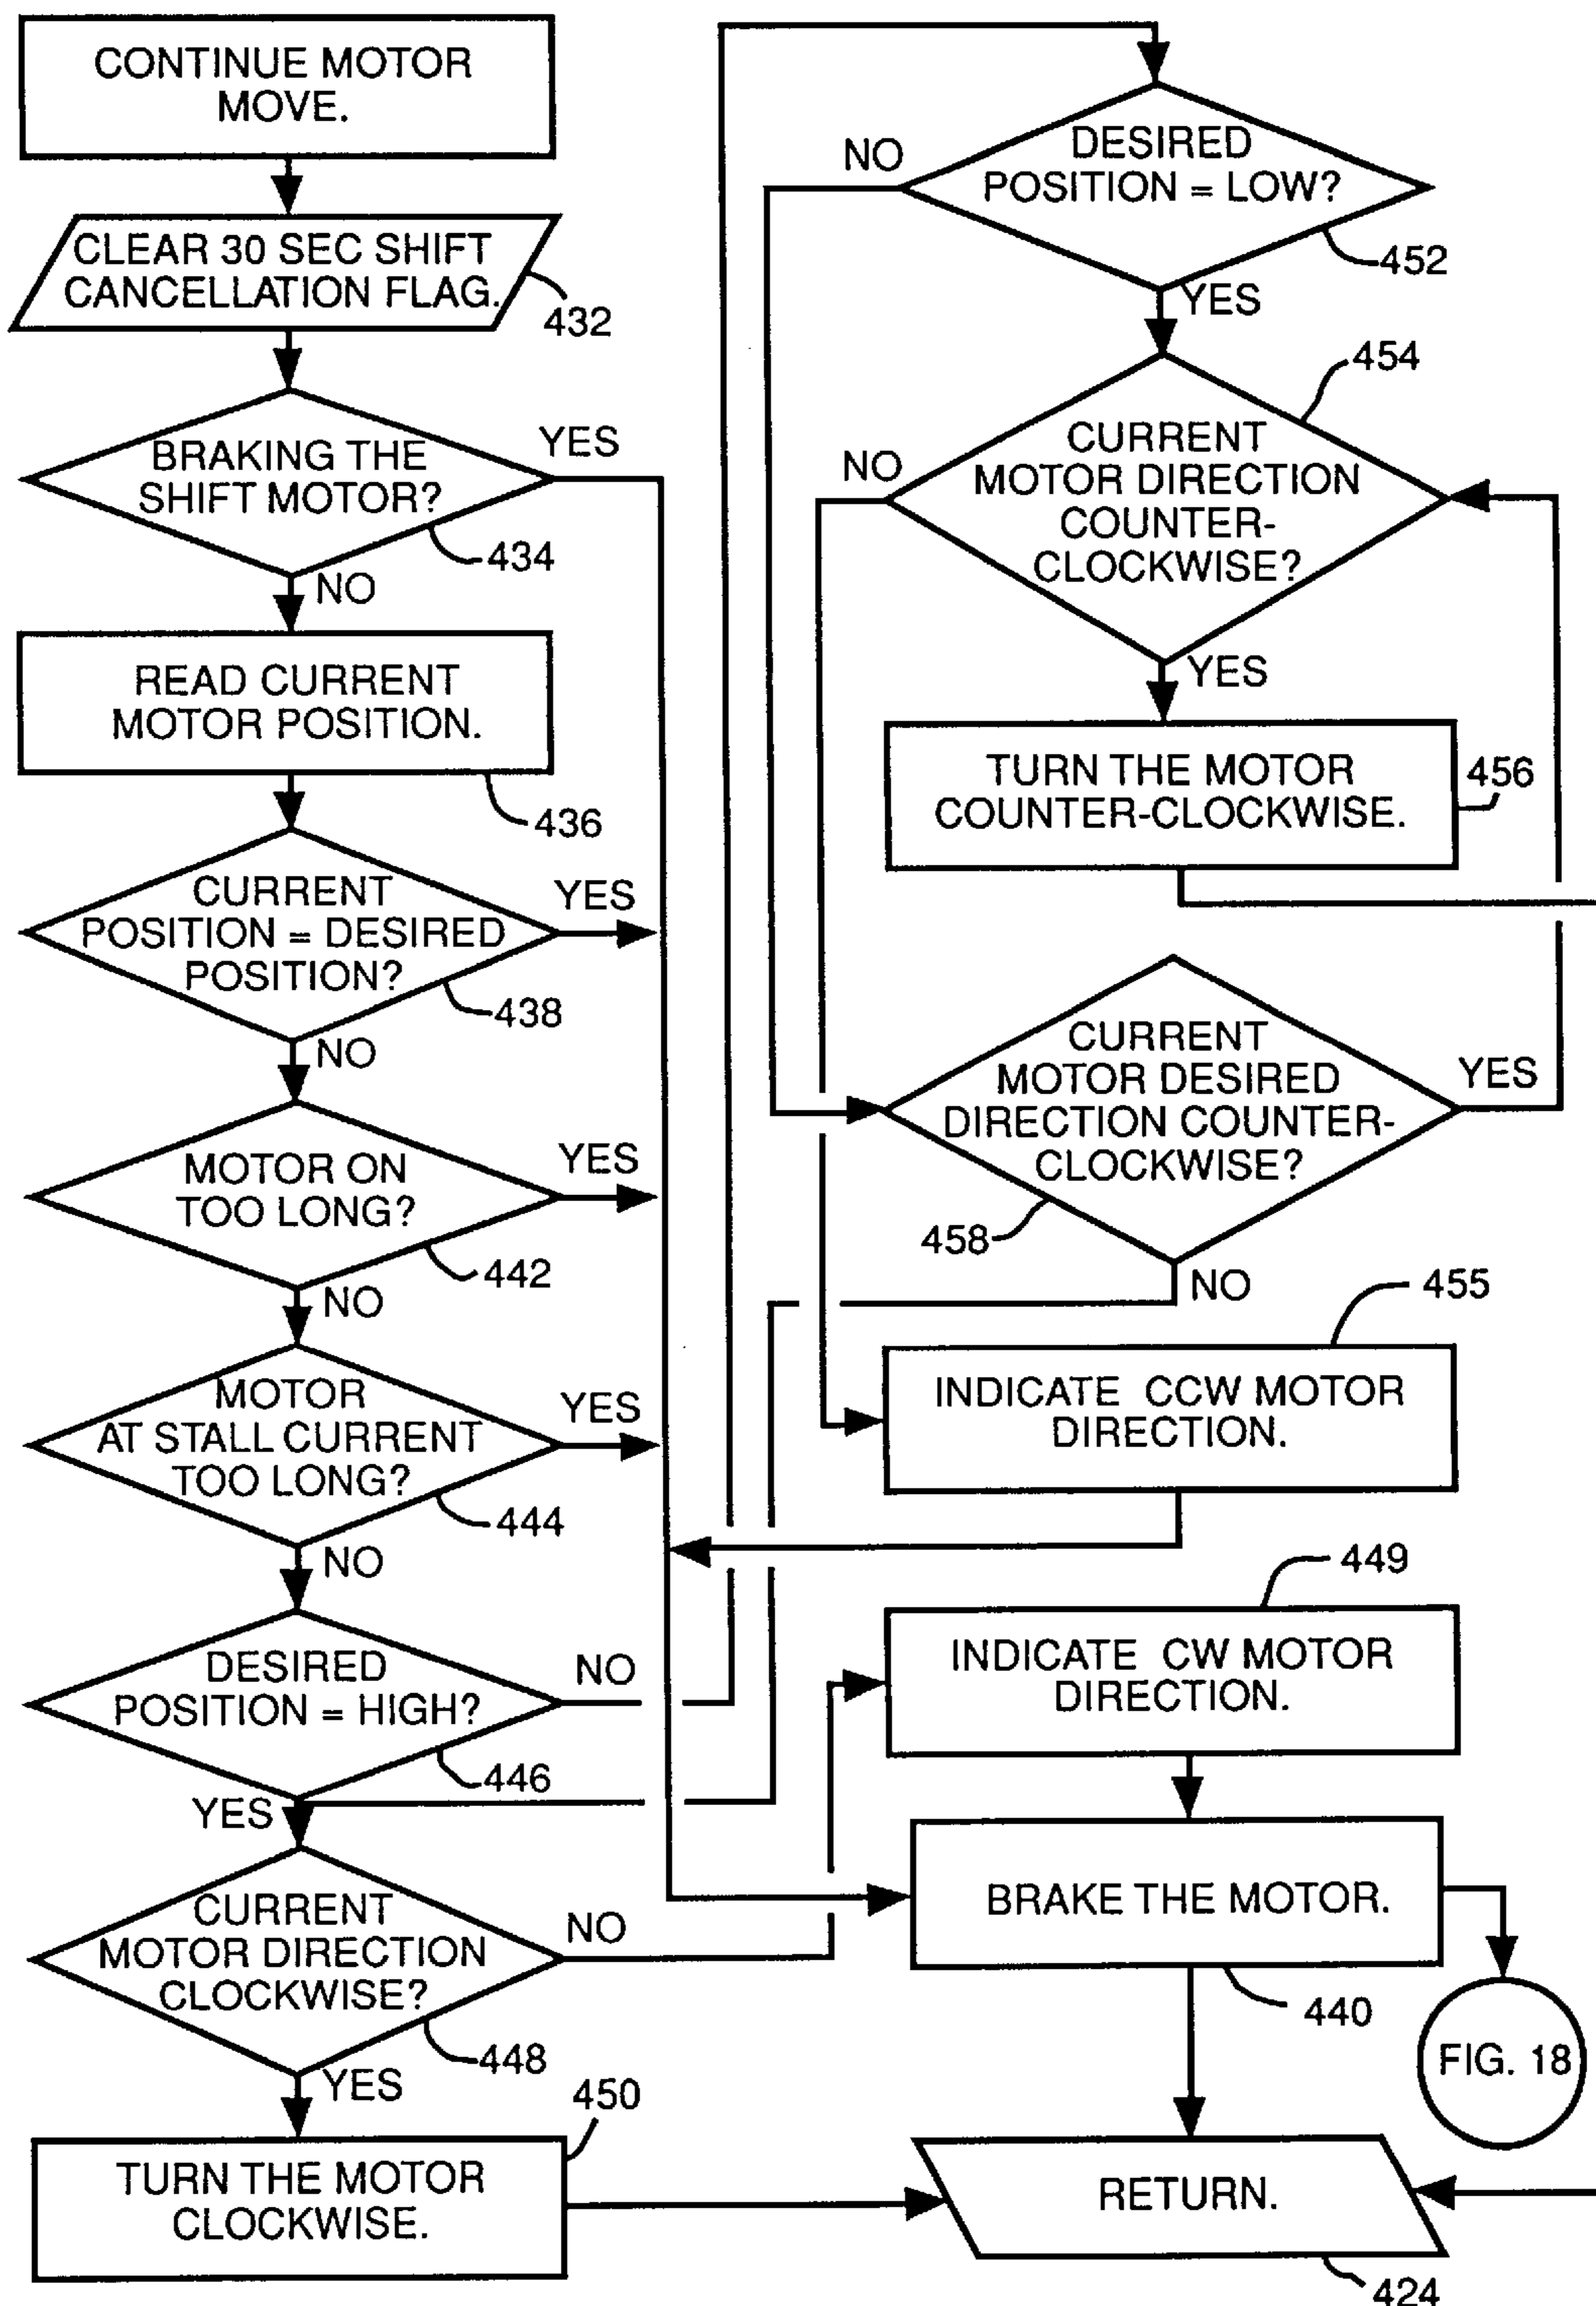 CONTINUE MOTOR
MOVE.
CLEAR 30 SEC SHIFT
CANCELLATION FLAG.
432
BRAKING THE
SHIFT MOTOR?
YES
434
NO
READ CURRENT
MOTOR POSITION.
436
CURRENT
POSITION = DESIRED
POSITION?
YES
438
NO
MOTOR ON
TOO LONG?
YES
442
NO
MOTOR
AT STALL CURRENT
TOO LONG?
YES
444
NO
DESIRED
POSITION = HIGH?
NO
446
YES
CURRENT
MOTOR DIRECTION
CLOCKWISE?
NO
448
YES
450
TURN THE MOTOR
CLOCKWISE.
DESIRED
POSITION = LOW?
NO
452
YES
454
CURRENT
MOTOR DIRECTION
COUNTER-
CLOCKWISE?
NO
YES
TURN THE MOTOR
COUNTER-CLOCKWISE.
456
CURRENT
MOTOR DESIRED
DIRECTION COUNTER-
CLOCKWISE?
YES
458
NO
455
INDICATE CCW MOTOR
DIRECTION.
449
INDICATE CW MOTOR
DIRECTION.
BRAKE THE MOTOR.
440
FIG. 18
RETURN.
424